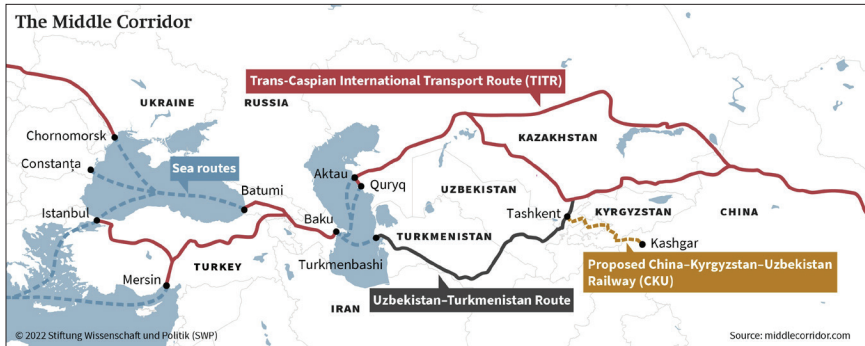 The Middle Corridor
Trans-Caspian International Transport Route (TITR)
UKRAINE
RUSSIA
Chornomorsk
KAZAKHSTAN
Constanța
Sea routes
Aktau
Quryq
Batumi
UZBEKISTAN
Istanbul
Baku
Tashkent
KYRGYZSTAN
CHINA
TURKMENISTAN
Kashgar
TURKEY
Turkmenbashi
Mersin
Proposed China–Kyrgyzstan–Uzbekistan
Railway (CKU)
Uzbekistan–Turkmenistan Route
IRAN
© 2022 Stiftung Wissenschaft und Politik (SWP)
Source: middlecorridor.com